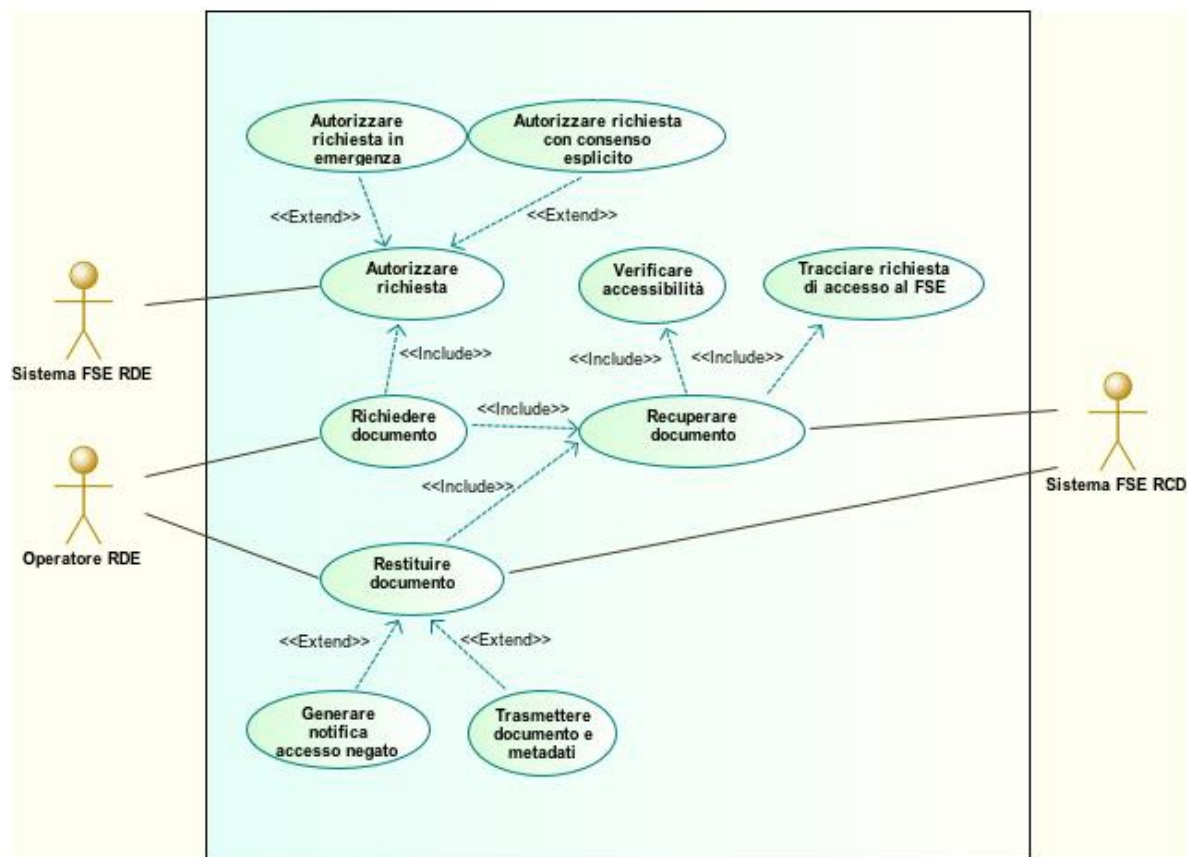 Autorizzare
richiesta in
emergenza
Autorizzare richiesta
con consenso
esplicito
<<Extend>>
<<Extend>>
Autorizzare
richiesta
Verificare
accessibilità
Tracciare richiesta
di accesso al FSE
Sistema FSE RDE
<<Include>>
<<Include>>
<<Include>>
Richiedere
documento
<<Include>>
Recuperare
documento
Sistema FSE RCD
<<Include>>
Operatore RDE
Restituire
documento
<<Extend>>
<<Extend>>
Generare
notifica
accesso negato
Trasmettere
documento e
metadati